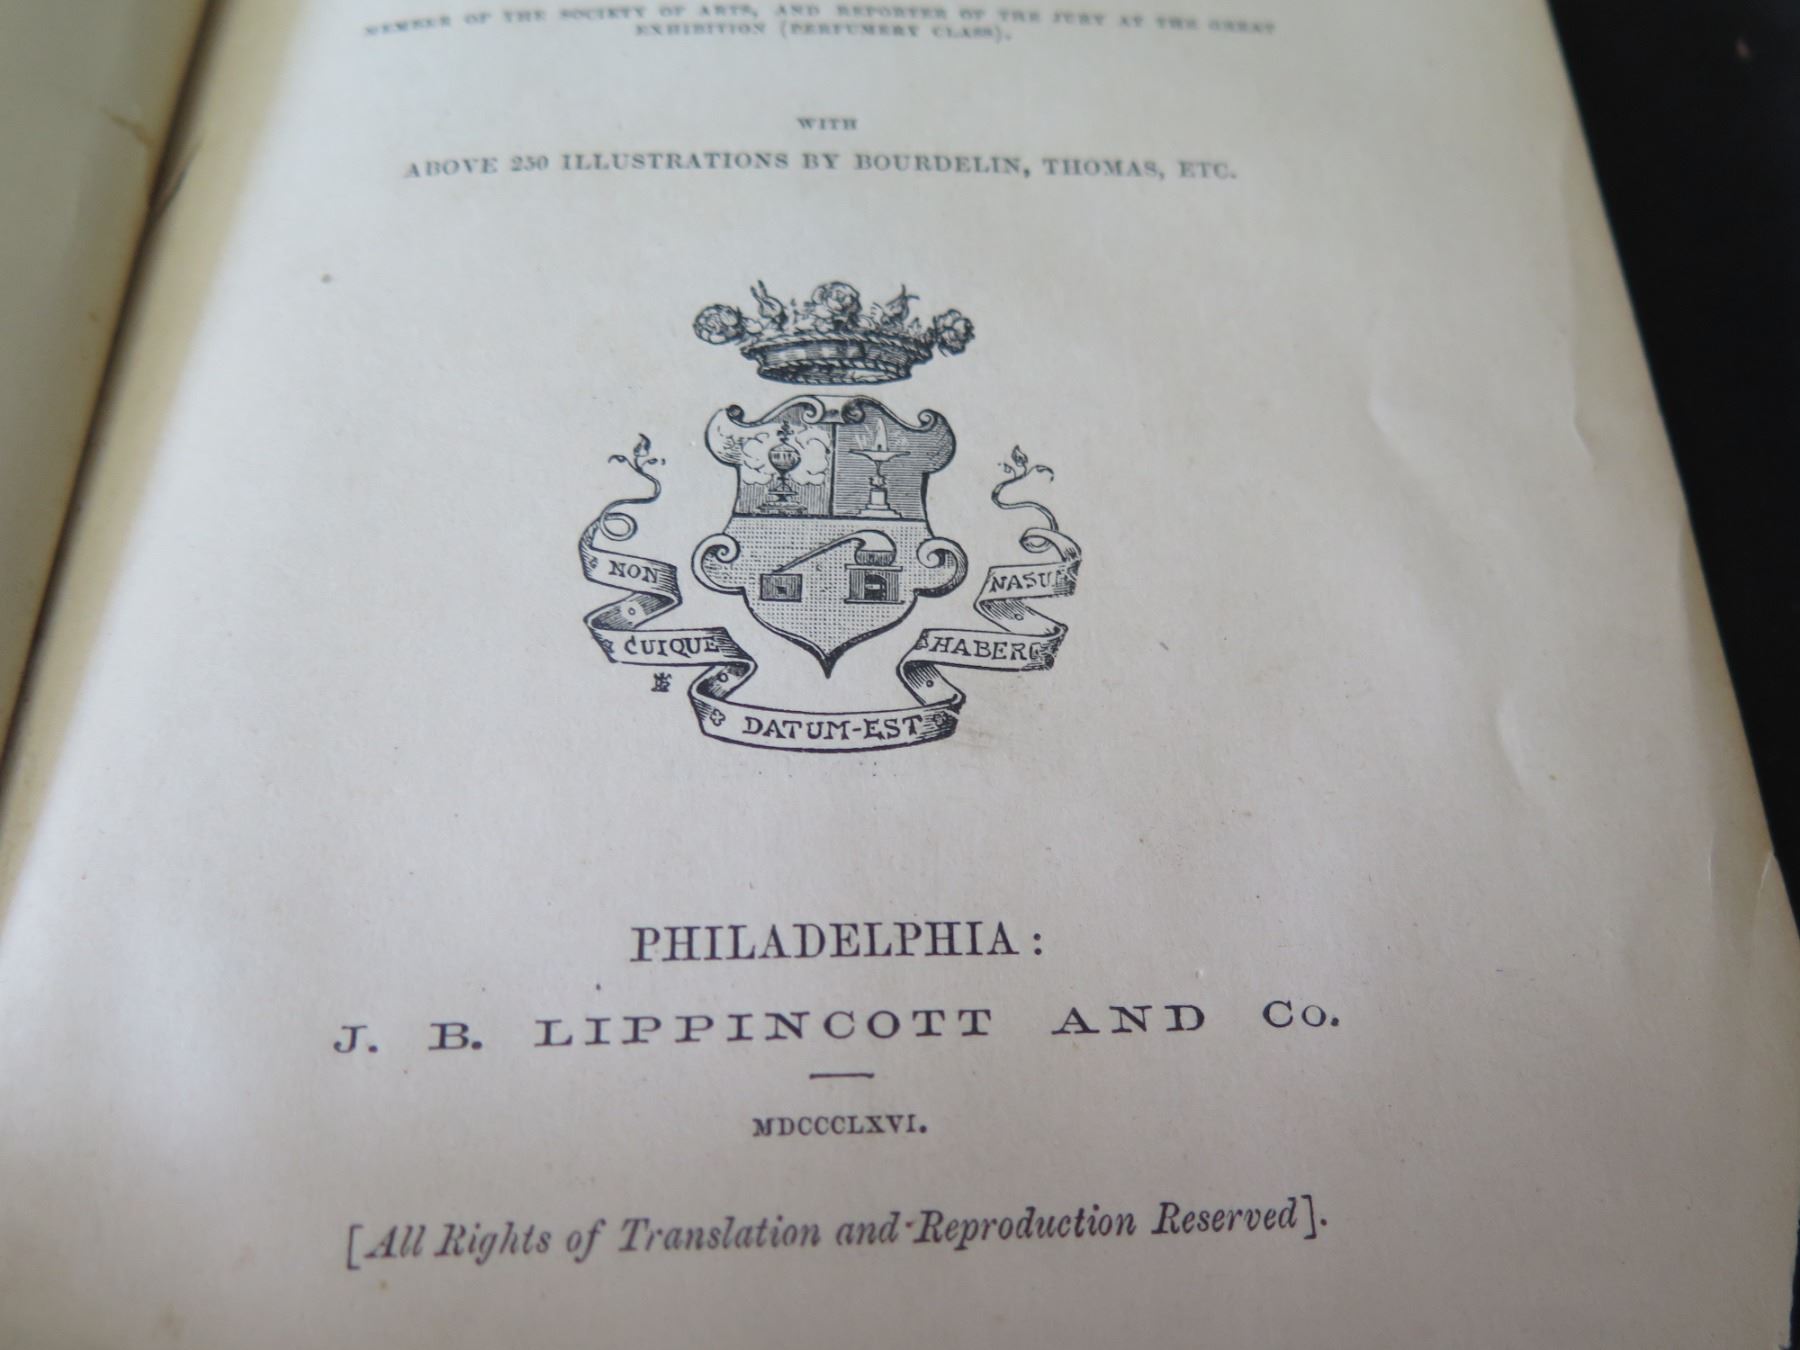 MEMBER OF THE SOCIETY OF ARTS, AND REPORTER OF THE JURY AT THE GREAT
EXHIBITION (PERFUMERY CLASS).
WITH
ABOVE 250 ILLUSTRATIONS BY BOURDELIN, THOMAS, ETC.
NON
CUIQUE
DATUM-EST
HABERE
NASUM
PHILADELPHIA:
J. B. LIPPINCOTT AND Co.
MDCCCLXVI.
[All Rights of Translation and Reproduction Reserved].